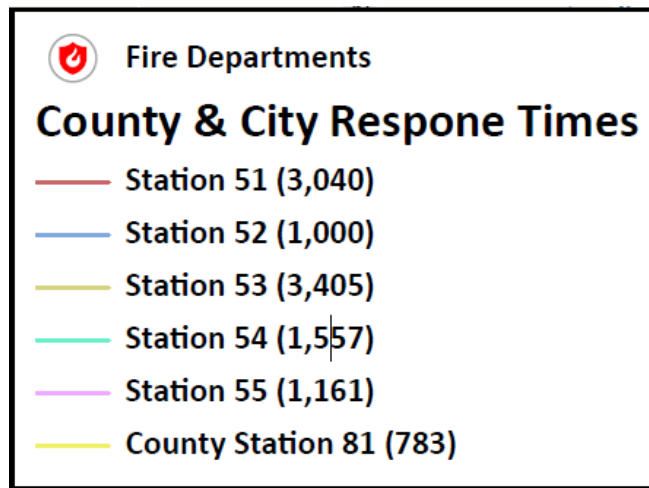 Fire Departments
County & City Respone Times
Station 51 (3,040)
Station 52 (1,000)
Station 53 (3,405)
Station 54 (1,557)
Station 55 (1,161)
County Station 81 (783)